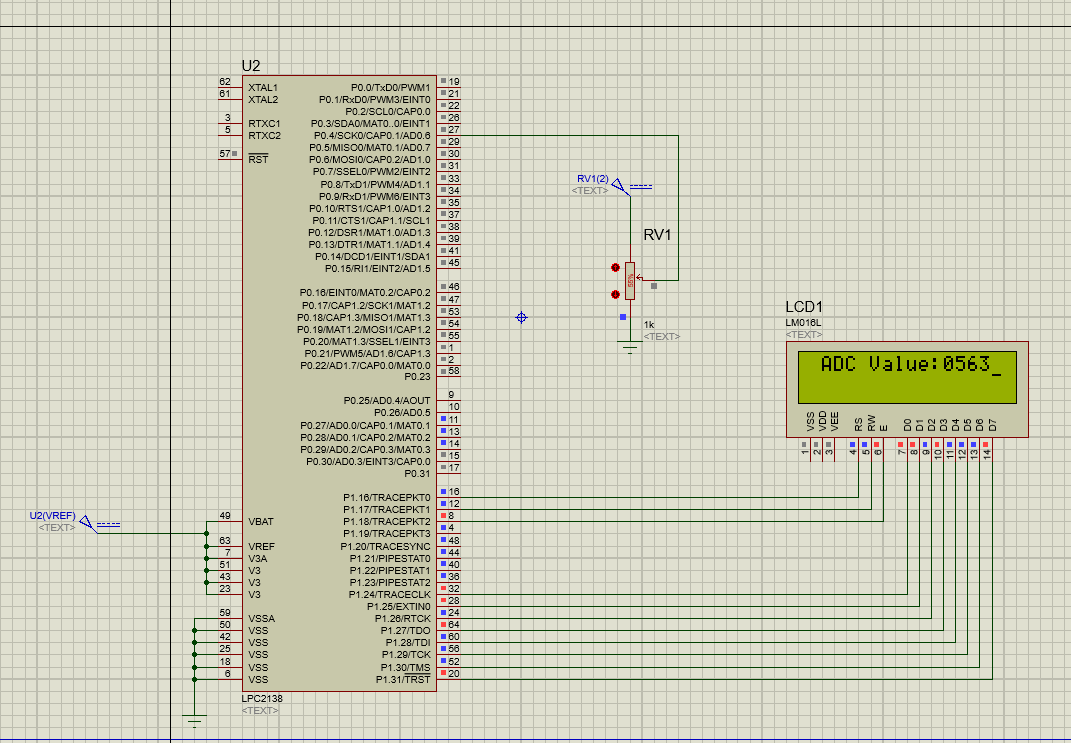 U2
62 XTAL1
61 XTAL2
3 RTXC1
5 RTXC2
57 RST
P0.0/TxD0/PWM1 19
P0.1/RxD0/PWM3/EINT0 21
P0.2/SCL0/CAP0.0 22
P0.3/SDA0/MAT0..0/EINT1 26
P0.4/SCK0/CAP0.1/AD0.6 27
P0.5/MISO0/MAT0.1/AD0.7 29
P0.6/MOSI0/CAP0.2/AD1.0 30
P0.7/SSEL0/PWM2/EINT2 31
P0.8/TxD1/PWM4/AD1.1 33
P0.9/RxD1/PWM6/EINT3 34
P0.10/RTS1/CAP1.0/AD1.2 35
P0.11/CTS1/CAP1.1/SCL1 37
P0.12/DSR1/MAT1.0/AD1.3 38
P0.13/DTR1/MAT1.1/AD1.4 39
P0.14/DCD1/EINT1/SDA1 41
P0.15/RI1/EINT2/AD1.5 45
P0.16/EINT0/MAT0.2/CAP0.2 46
P0.17/CAP1.2/SCK1/MAT1.2 47
P0.18/CAP1.3/MISO1/MAT1.3 53
P0.19/MAT1.2/MOSI1/CAP1.2 54
P0.20/MAT1.3/SSEL1/EINT3 55
P0.21/PWM5/AD1.6/CAP1.3 1
P0.22/AD1.7/CAP0.0/MAT0.0 2
P0.23 58
P0.25/AD0.4/AOUT 9
P0.26/AD0.5 10
P0.27/AD0.0/CAP0.1/MAT0.1 11
P0.28/AD0.1/CAP0.2/MAT0.2 13
P0.29/AD0.2/CAP0.3/MAT0.3 14
P0.30/AD0.3/EINT3/CAP0.0 15
P0.31 17
P1.16/TRACEPKT0 16
P1.17/TRACEPKT1 12
P1.18/TRACEPKT2 8
P1.19/TRACEPKT3 4
P1.20/TRACESYNC 48
P1.21/PIPESTAT0 44
P1.22/PIPESTAT1 40
P1.23/PIPESTAT2 36
P1.24/TRACECLK 32
P1.25/EXTIN0 28
P1.26/RTCK 24
P1.27/TDO 64
P1.28/TDI 60
P1.29/TCK 56
P1.30/TMS 52
P1.31/TRST 20
U2(VREF)
<TEXT>
49 VBAT
63 VREF
7 V3A
51 V3
43 V3
23 V3
59 VSSA
50 VSS
42 VSS
25 VSS
18 VSS
6 VSS
LPC2138
<TEXT>
RV1(2)
<TEXT>
RV1
1k
<TEXT>
LCD1
LM016L
<TEXT>
ADC Value:0563_
VSS VDD VEE RS RW E D0 D1 D2 D3 D4 D5 D6 D7
1 2 3 4 5 6 7 8 9 10 11 12 13 14